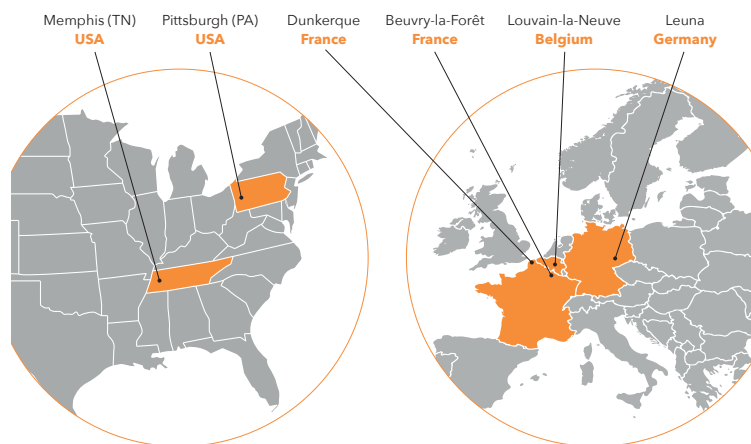 Memphis (TN)
USA
Pittsburgh (PA)
USA
Dunkerque
France
Beuvry-la-Forêt
France
Louvain-la-Neuve
Belgium
Leuna
Germany